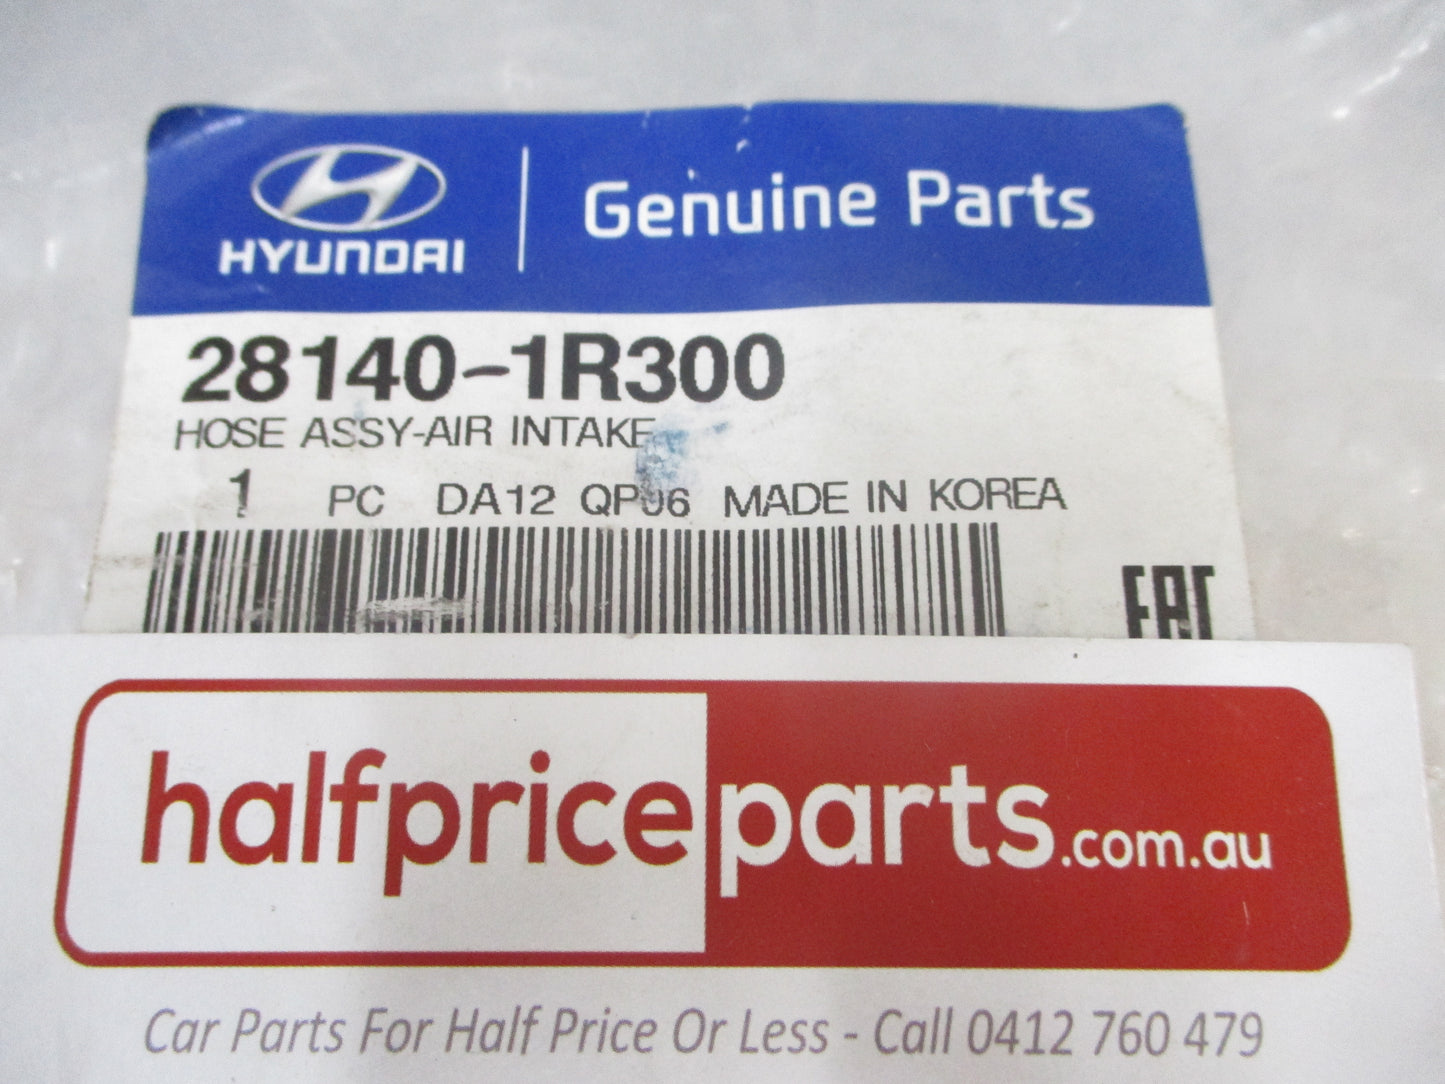 HYUNDAI
Genuine Parts
28140-1R300
HOSE ASSY-AIR INTAKE
1 PC DA12 MADE IN KOREA
EAC
halfpriceparts.com.au
Car Parts For Half Price Or Less - Call 0412 760 479